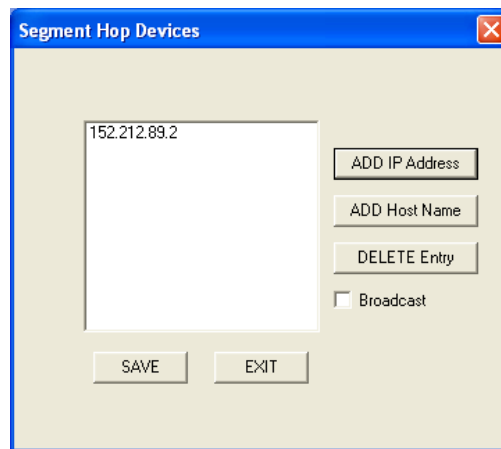 Segment Hop Devices
152.212.89.2
ADD IP Address
ADD Host Name
DELETE Entry
Broadcast
SAVE
EXIT